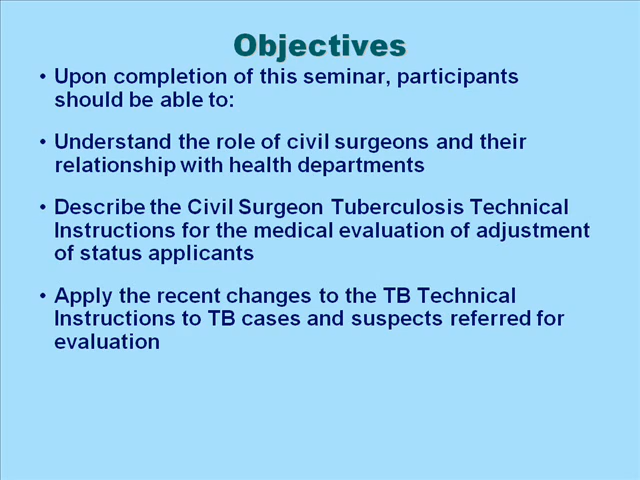 Objectives
• Upon completion of this seminar, participants
should be able to:
• Understand the role of civil surgeons and their
relationship with health departments
• Describe the Civil Surgeon Tuberculosis Technical
Instructions for the medical evaluation of adjustment
of status applicants
• Apply the recent changes to the TB Technical
Instructions to TB cases and suspects referred for
evaluation